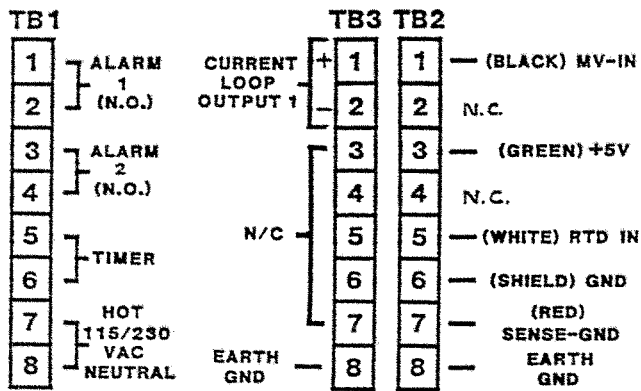 TB1
1
2
3
4
5
6
7
8
ALARM
1
(N.O.)
ALARM
2
(N.O.)
TIMER
HOT
115/230
VAC
NEUTRAL
TB3 TB2
CURRENT
LOOP
OUTPUT 1
+
-
N/C
EARTH
GND
1
2
3
4
5
6
7
8
1
2
3
4
5
6
7
8
(BLACK) MV-IN
N.C.
(GREEN) +5V
N.C.
(WHITE) RTD IN
(SHIELD) GND
(RED)
SENSE-GND
EARTH
GND